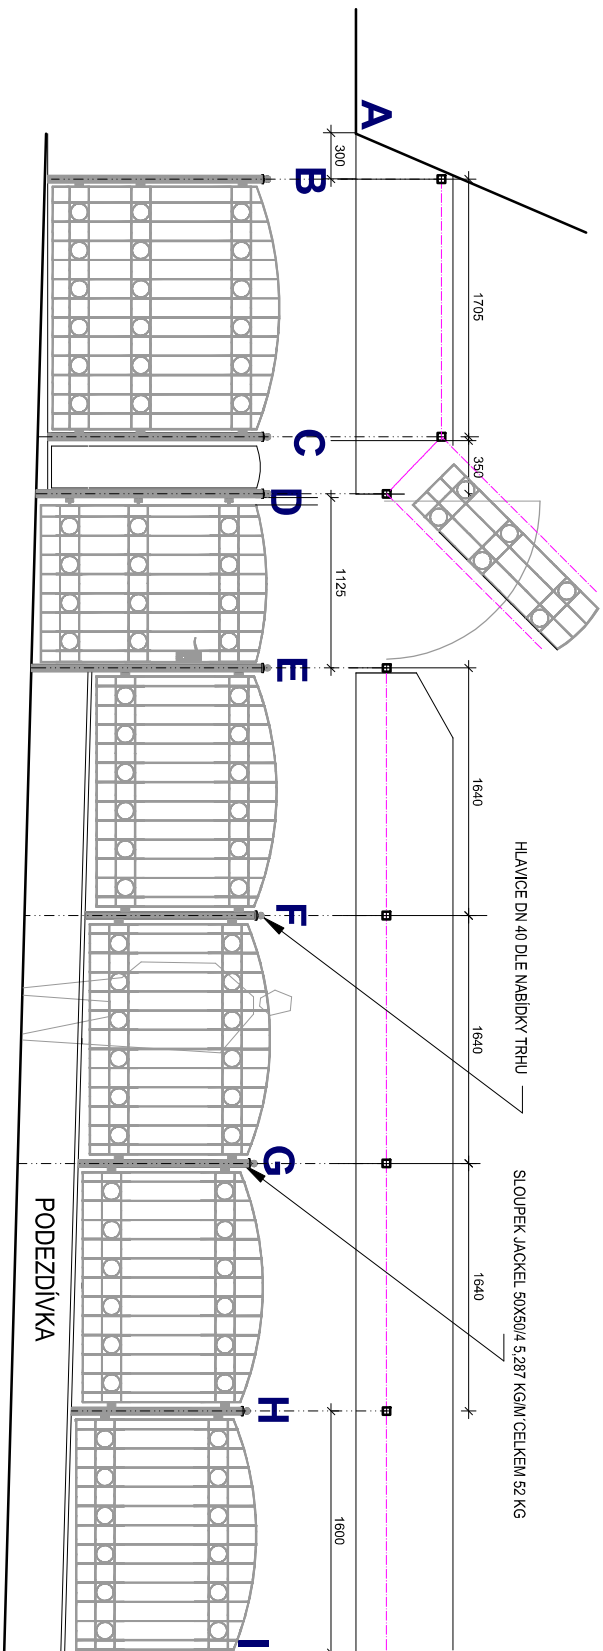 A
300
B
1705
C
350
D
1125
E
1640
HLAVICE DN 40 DLE NABÍDKY TRHU
F
1640
G
SLOUPEK JACKEL 50X50/4 5,287 KG/M´CELKEM 52 KG
1640
PODEZDÍVKA
H
1600
I